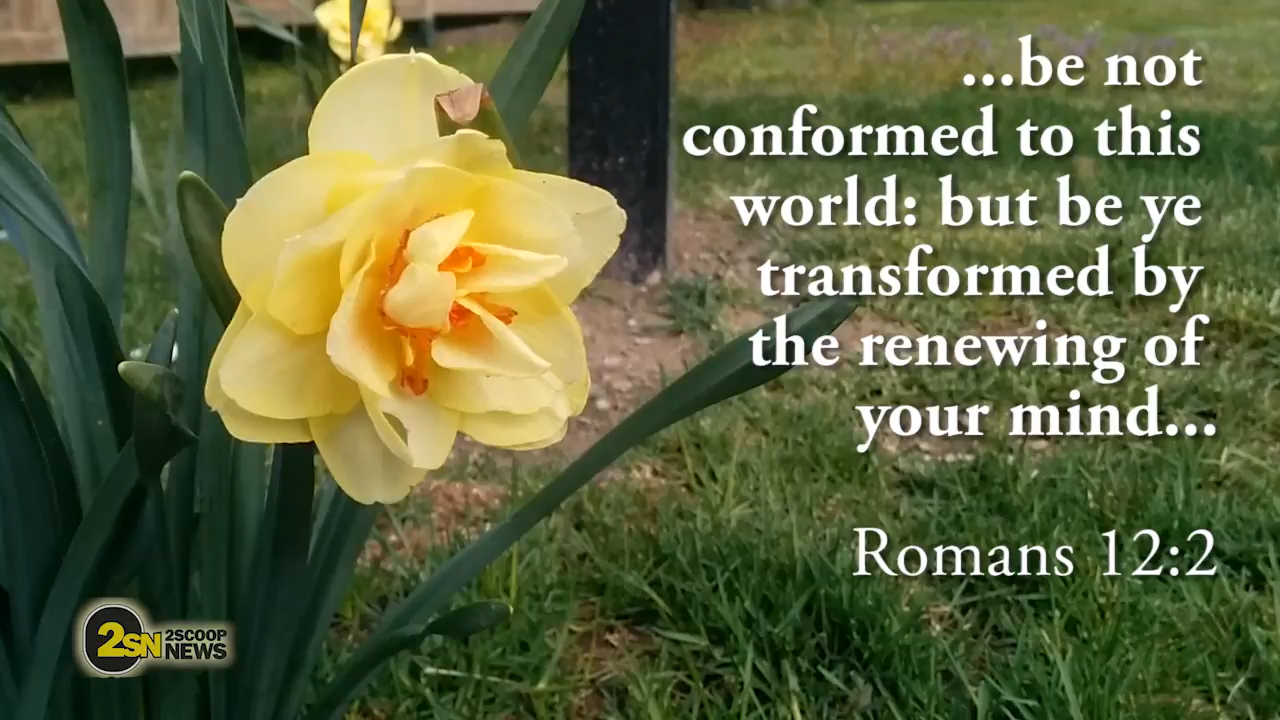 ...be not
conformed to this
world: but be ye
transformed by
the renewing of
your mind...
Romans 12:2
2SN 2SCOOP
NEWS